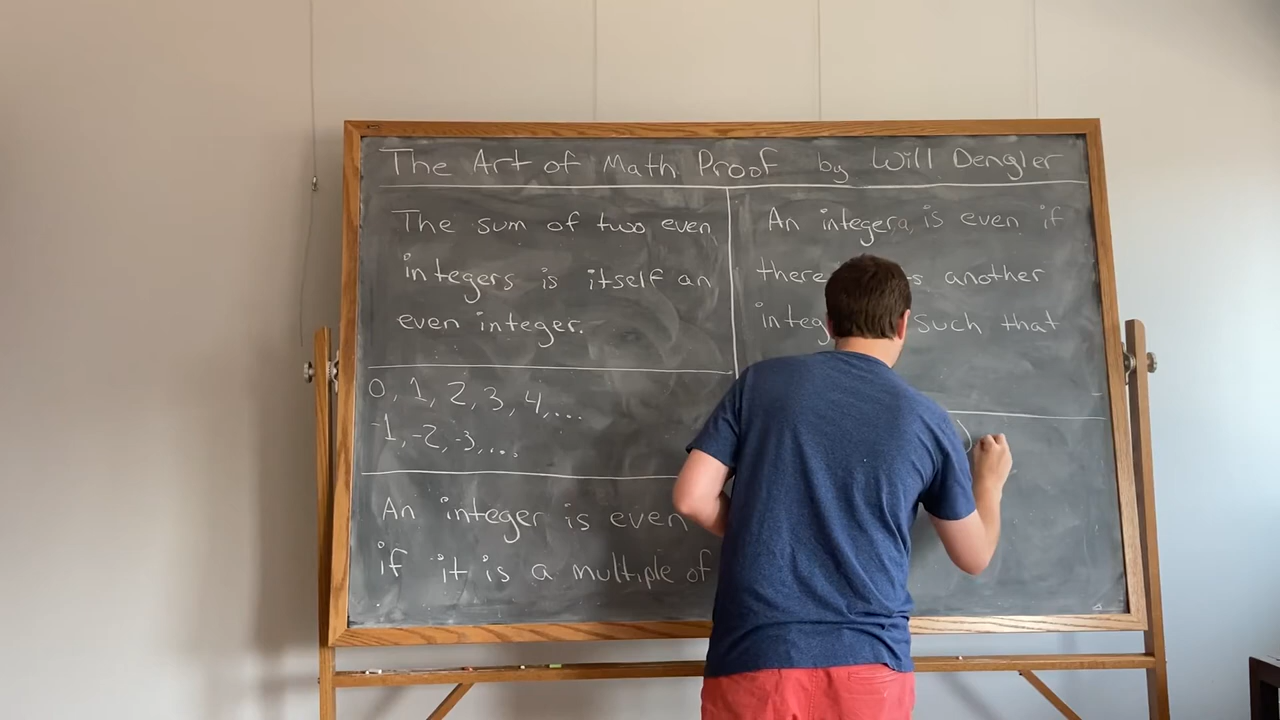 The Art of Math Proof by Will Dengler
The sum of two even
integers is itself an
even integer.
0, 1, 2, 3, 4,...
-1, -2, -3,...
An integer is even
if it is a multiple of
An integer, a, is even if
another
such that